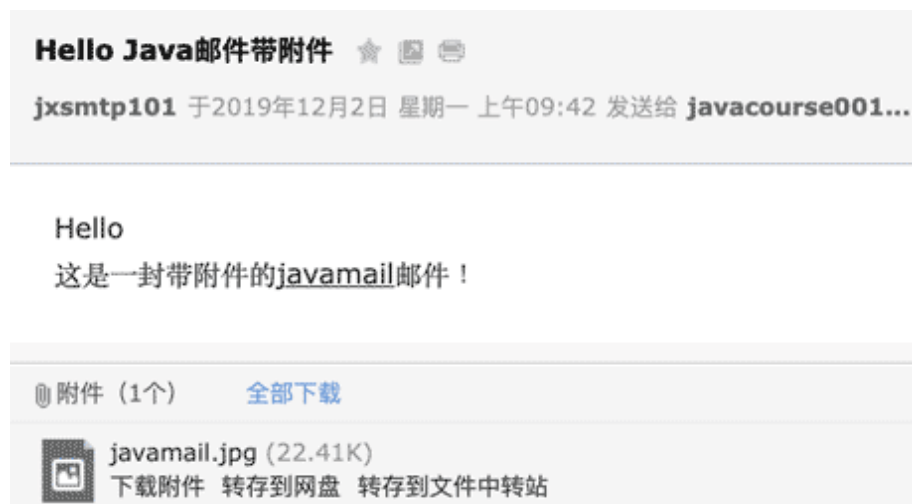 Hello Java邮件带附件
jxsmtp101 于2019年12月2日 星期一 上午09:42 发送给 javacourse001...
Hello
这是一封带附件的javamail邮件！
附件（1个） 全部下载
javamail.jpg (22.41K)
下载附件 转存到网盘 转存到文件中转站